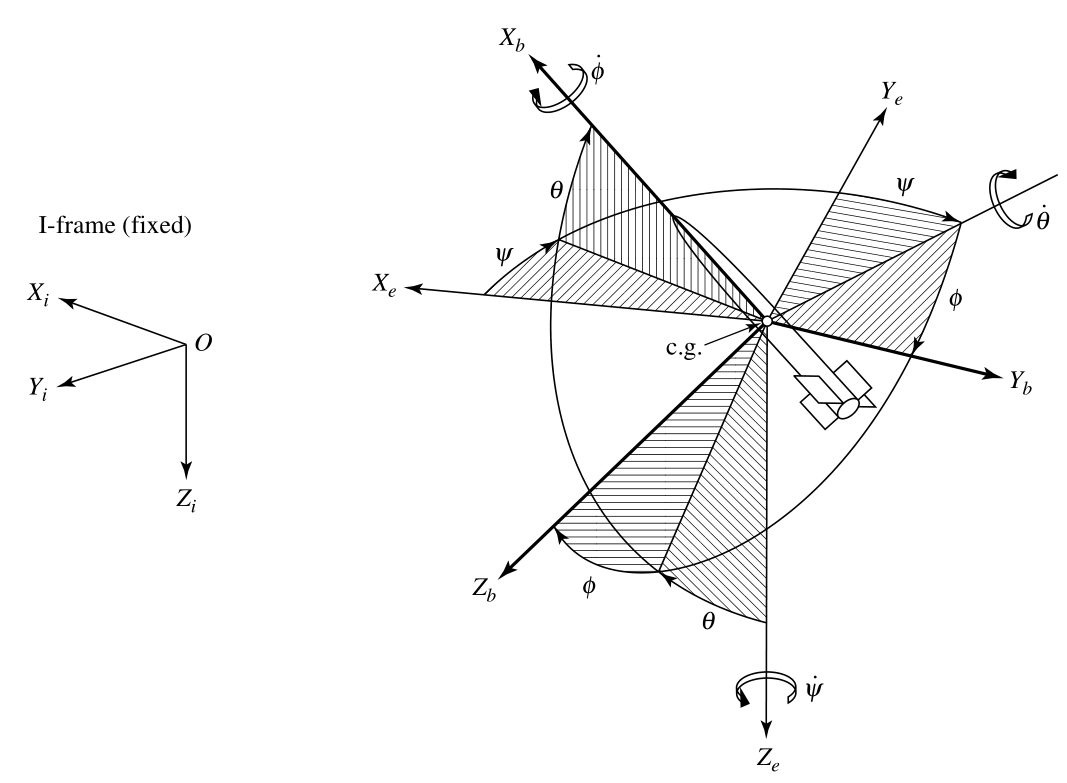 X_b
ϕ̇
Y_e
θ
ψ
θ̇
I-frame (fixed)
ψ
X_e
X_i
ϕ
O
c.g.
Y_i
Y_b
Z_i
Z_b
ϕ
θ
ψ̇
Z_e